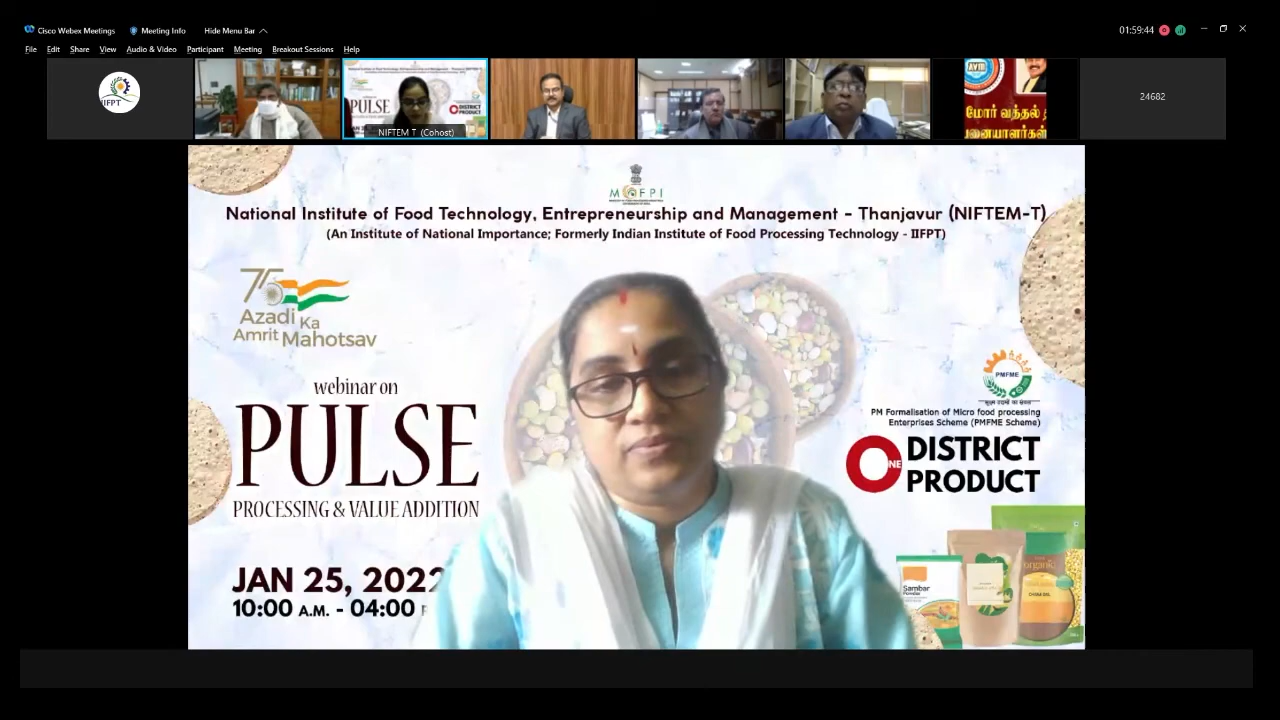 Cisco Webex Meetings
Meeting Info
Hide Menu Bar
01:59:44
File Edit Share View Audio & Video Participant Meeting Breakout Sessions Help
IIFPT
PULSE
DISTRICT
PRODUCT
NIFTEM T (Cohost)
மோர் வத்தல்
24682
MOFPI
National Institute of Food Technology, Entrepreneurship and Management - Thanjavur (NIFTEM-T)
(An Institute of National Importance; Formerly Indian Institute of Food Processing Technology - IIFPT)
75
Azadi Ka
Amrit Mahotsav
webinar on
PULSE
PROCESSING & VALUE ADDITION
JAN 25, 2022
10:00 A.M. - 04:00
PMFME
PM Formalisation of Micro food processing
Enterprises Scheme (PMFME Scheme)
ONE DISTRICT
PRODUCT
Sambar
Powder
organic